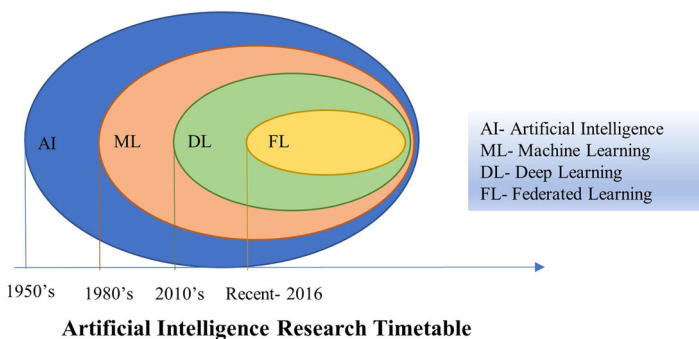 AI
ML
DL
FL
AI- Artificial Intelligence
ML- Machine Learning
DL- Deep Learning
FL- Federated Learning
1950's
1980's
2010's
Recent- 2016
Artificial Intelligence Research Timetable